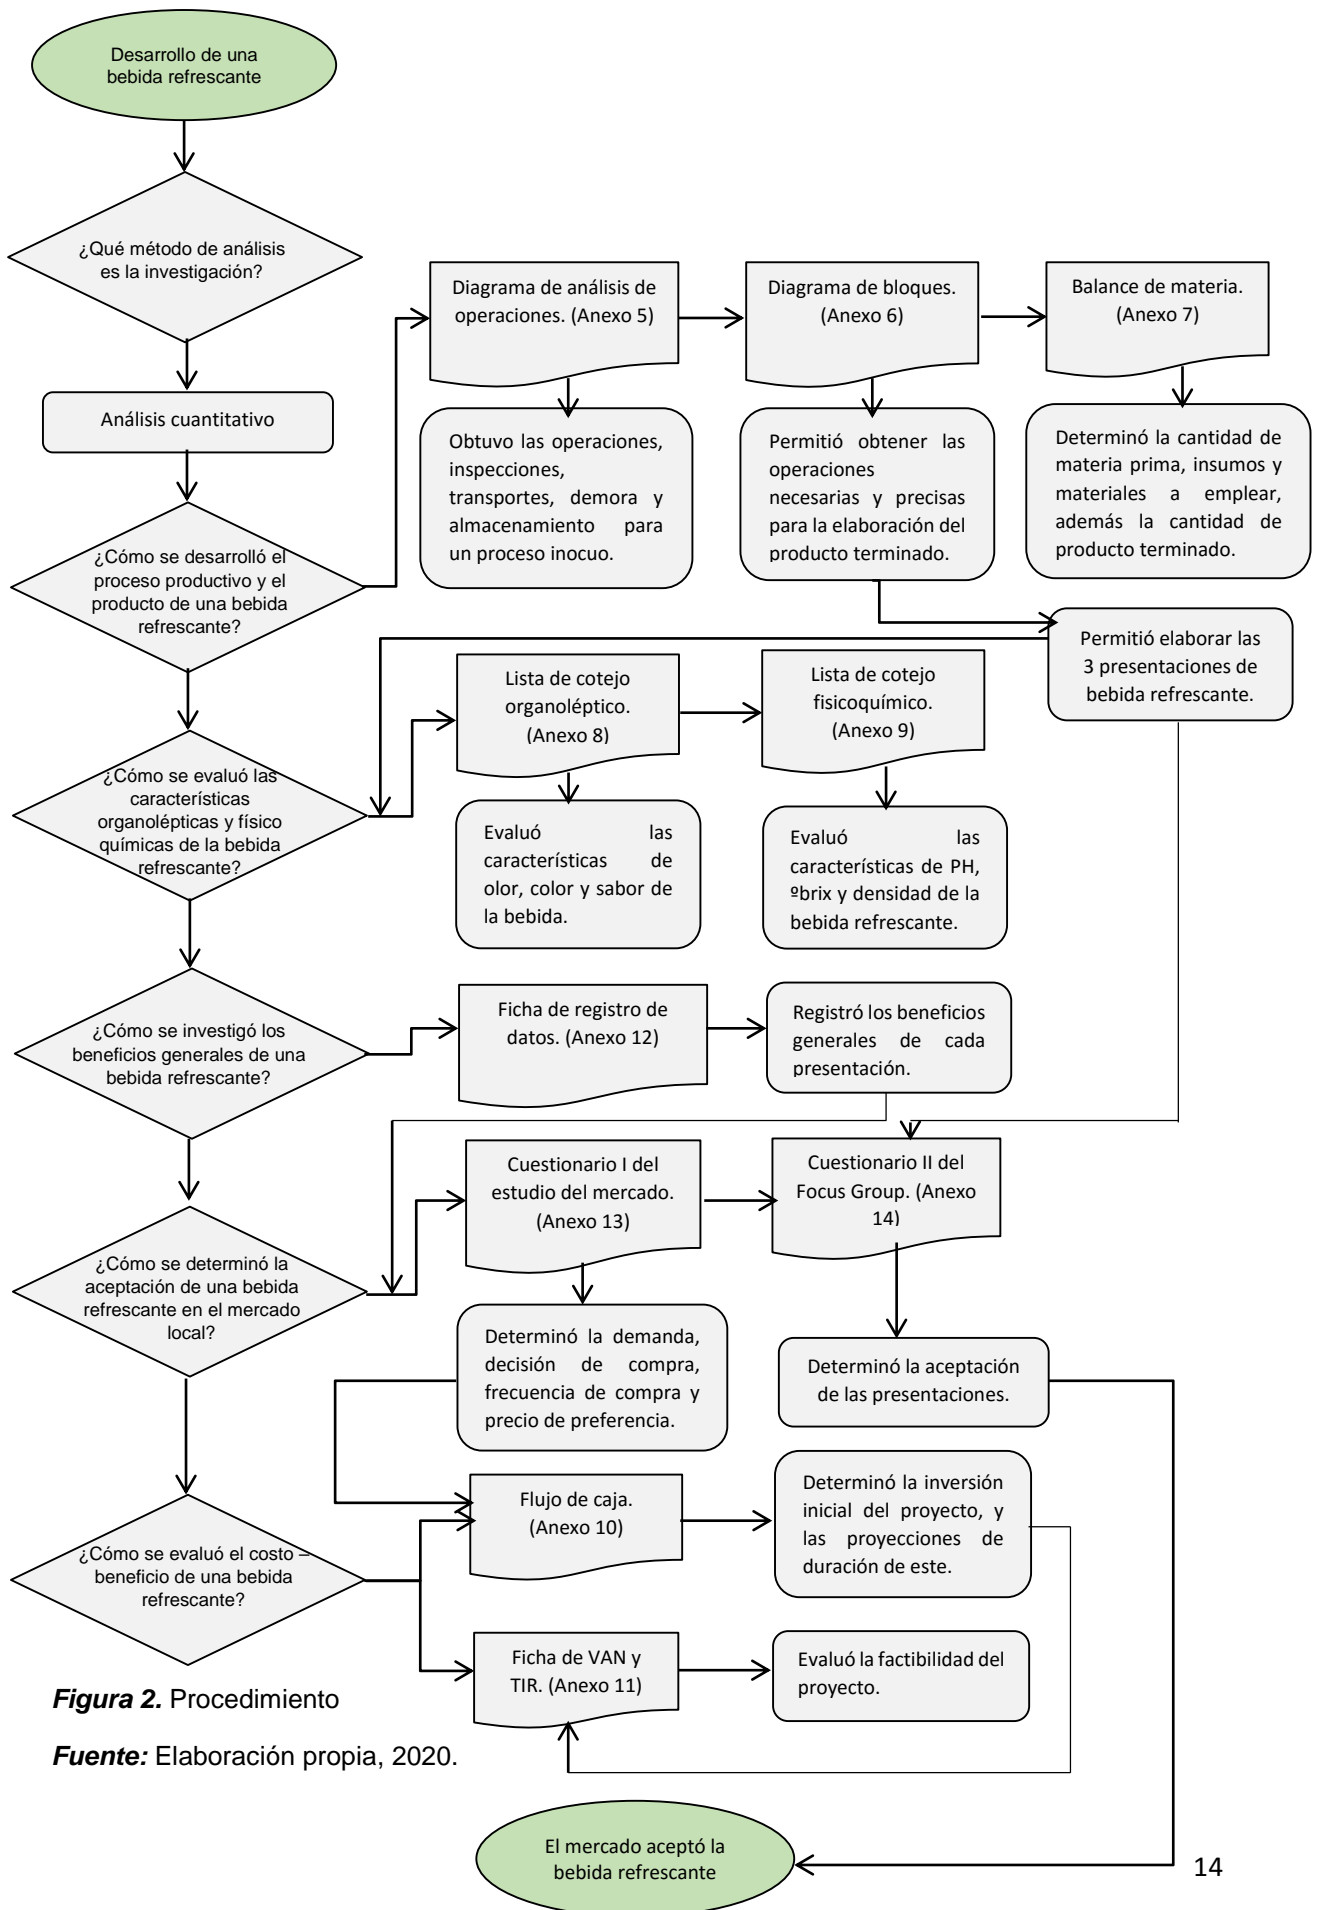 Desarrollo de una
bebida refrescante
¿Qué método de análisis
es la investigación?
Análisis cuantitativo
¿Cómo se desarrolló el
proceso productivo y el
producto de una bebida
refrescante?
Diagrama de análisis de
operaciones. (Anexo 5)
Diagrama de bloques.
(Anexo 6)
Balance de materia.
(Anexo 7)
Obtuvo las operaciones,
inspecciones,
transportes, demora y
almacenamiento para
un proceso inocuo.
Permitió obtener las
operaciones
necesarias y precisas
para la elaboración del
producto terminado.
Determinó la cantidad de
materia prima, insumos y
materiales a emplear,
además la cantidad de
producto terminado.
Permitió elaborar las
3 presentaciones de
bebida refrescante.
¿Cómo se evaluó las
características
organolépticas y físico
químicas de la bebida
refrescante?
Lista de cotejo
organoléptico.
(Anexo 8)
Lista de cotejo
fisicoquímico.
(Anexo 9)
Evaluó las
características de
olor, color y sabor de
la bebida.
Evaluó las
características de PH,
ºbrix y densidad de la
bebida refrescante.
¿Cómo se investigó los
beneficios generales de una
bebida refrescante?
Ficha de registro de
datos. (Anexo 12)
Registró los beneficios
generales de cada
presentación.
¿Cómo se determinó la
aceptación de una bebida
refrescante en el mercado
local?
Cuestionario I del
estudio del mercado.
(Anexo 13)
Cuestionario II del
Focus Group. (Anexo
14)
Determinó la demanda,
decisión de compra,
frecuencia de compra y
precio de preferencia.
Determinó la aceptación
de las presentaciones.
¿Cómo se evaluó el costo –
beneficio de una bebida
refrescante?
Flujo de caja.
(Anexo 10)
Determinó la inversión
inicial del proyecto, y
las proyecciones de
duración de este.
Ficha de VAN y
TIR. (Anexo 11)
Evaluó la factibilidad del
proyecto.
Figura 2. Procedimiento
Fuente: Elaboración propia, 2020.
El mercado aceptó la
bebida refrescante
14